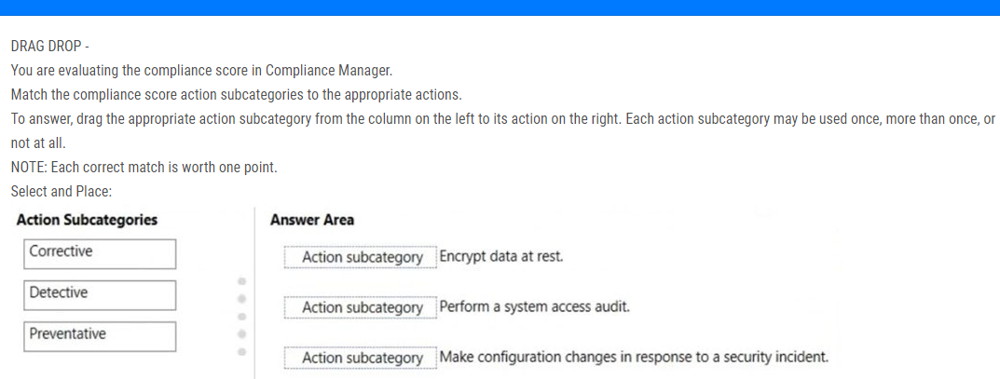 DRAG DROP -
You are evaluating the compliance score in Compliance Manager.
Match the compliance score action subcategories to the appropriate actions.
To answer, drag the appropriate action subcategory from the column on the left to its action on the right. Each action subcategory may be used once, more than once, or
not at all.
NOTE: Each correct match is worth one point.
Select and Place:
Action Subcategories
Corrective
Detective
Preventative
Answer Area
Action subcategory Encrypt data at rest.
Action subcategory Perform a system access audit.
Action subcategory Make configuration changes in response to a security incident.